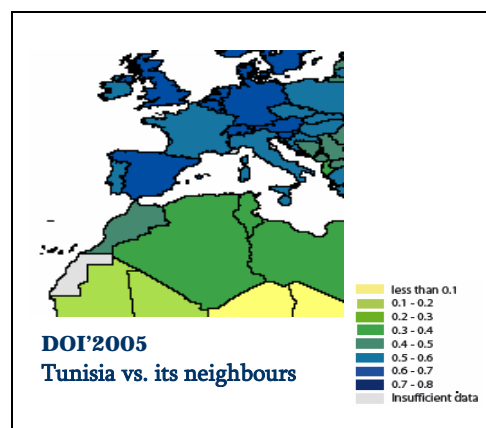 less than 0.1
0.1 - 0.2
0.2 - 0.3
0.3 - 0.4
0.4 - 0.5
0.5 - 0.6
0.6 - 0.7
0.7 - 0.8
Insufficient data
DOI'2005
Tunisia vs. its neighbours